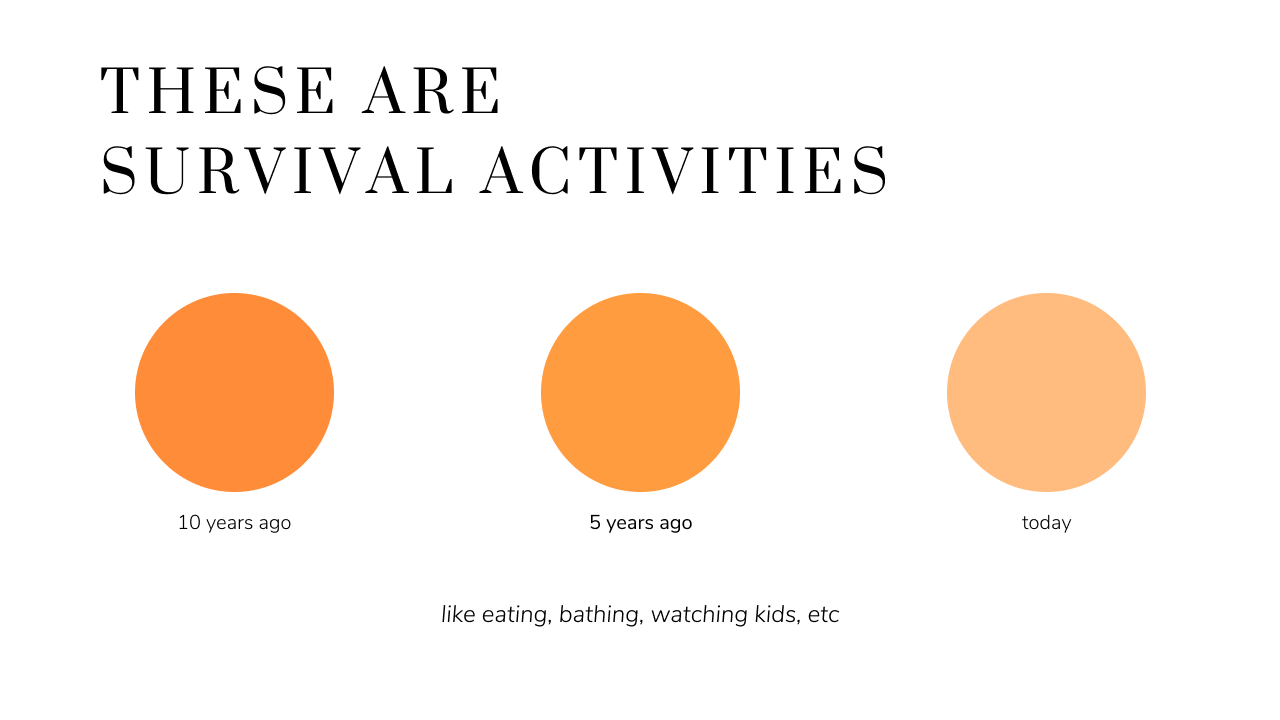 THESE ARE
SURVIVAL ACTIVITIES
10 years ago
5 years ago
today
like eating, bathing, watching kids, etc